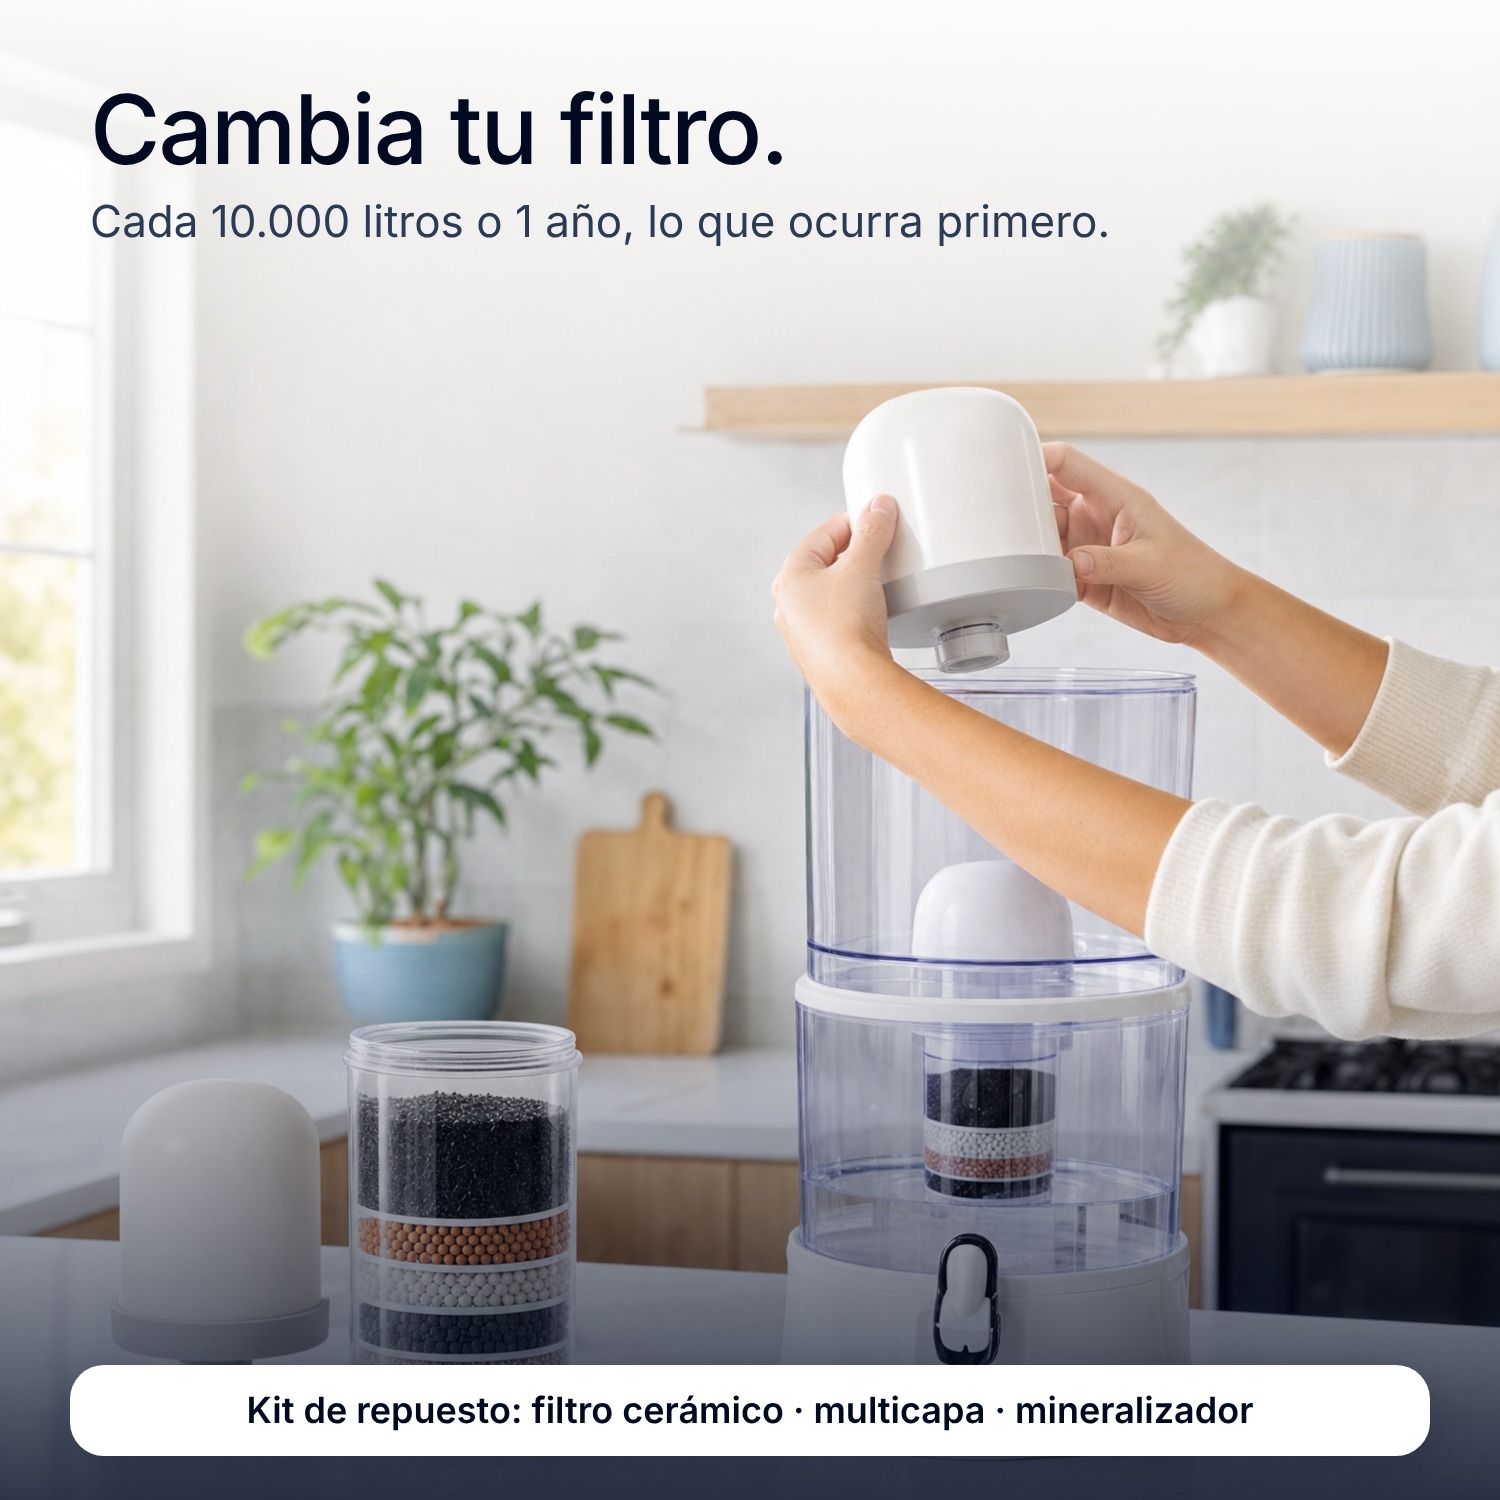 Cambia tu filtro.
Cada 10.000 litros o 1 año, lo que ocurra primero.
Kit de repuesto: filtro cerámico · multicapa · mineralizador